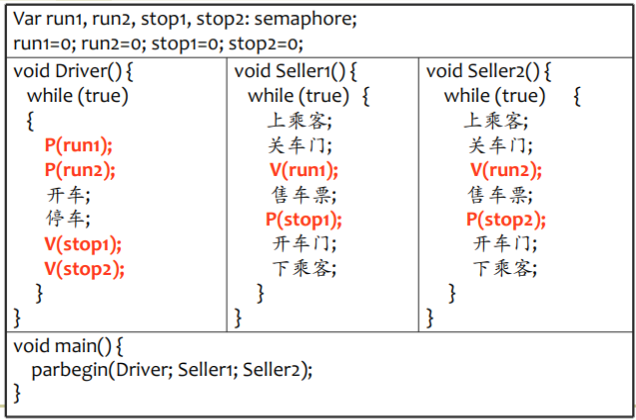 Var run1, run2, stop1, stop2: semaphore;
run1=0; run2=0; stop1=0; stop2=0;
void Driver() {
while (true)
{
P(run1);
P(run2);
开车;
停车;
V(stop1);
V(stop2);
}
}
void Seller1() {
while (true) {
上乘客;
关车门;
V(run1);
售车票;
P(stop1);
开车门;
下乘客;
}
}
void Seller2() {
while (true) {
上乘客;
关车门;
V(run2);
售车票;
P(stop2);
开车门;
下乘客;
}
}
void main() {
parbegin(Driver; Seller1; Seller2);
}